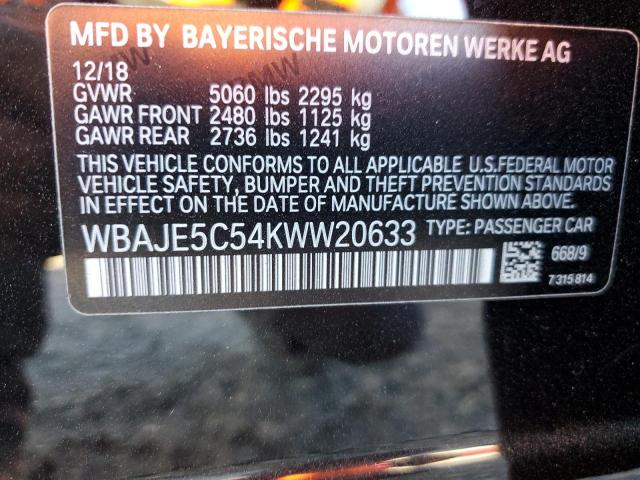 MFD BY BAYERISCHE MOTOREN WERKE AG
12/18
GVWR 5060 lbs 2295 kg
GAWR FRONT 2480 lbs 1125 kg
GAWR REAR 2736 lbs 1241 kg
THIS VEHICLE CONFORMS TO ALL APPLICABLE U.S.FEDERAL MOTOR
VEHICLE SAFETY, BUMPER AND THEFT PREVENTION STANDARDS
IN EFFECT ON THE DATE OF MANUFACTURE SHOWN ABOVE.
WBAJE5C54KWW20633 TYPE: PASSENGER CAR
668/9
7 315 814